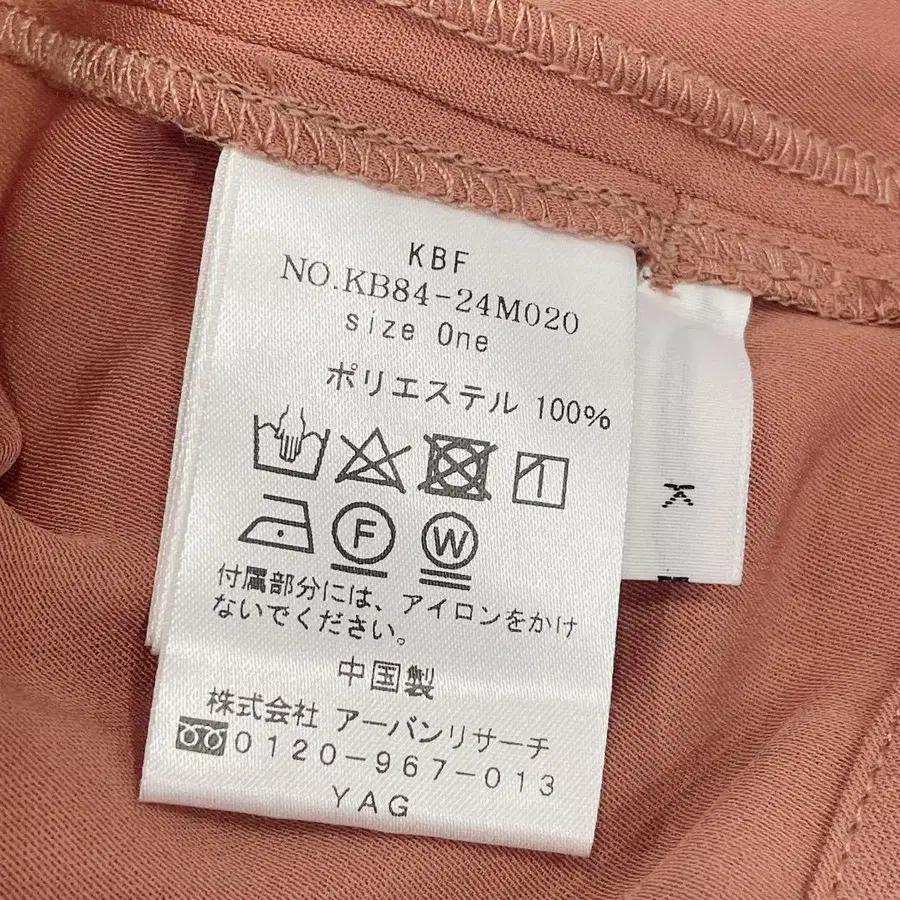 KBF
NO.KB84-24M020
size One
ポリエステル 100%
F W
付属部分には、アイロンをかけ
ないでください。
中国製
株式会社 アーバンリサーチ
0120-967-013
YAG